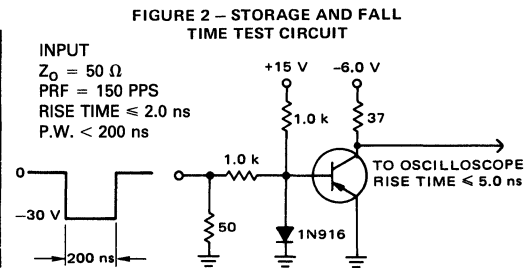 FIGURE 2 – STORAGE AND FALL
TIME TEST CIRCUIT
INPUT
Z₀ = 50 Ω
PRF = 150 PPS
RISE TIME ≤ 2.0 ns
P.W. < 200 ns
+15 V
-6.0 V
1.0 k
37
1.0 k
TO OSCILLOSCOPE
RISE TIME ≤ 5.0 ns
0
−30 V
50
1N916
200 ns